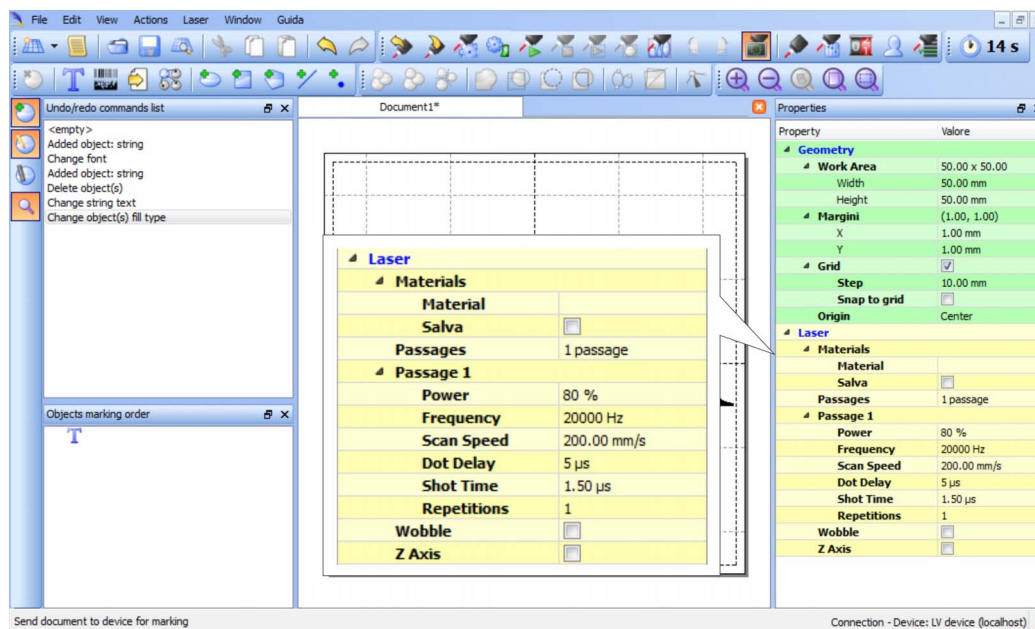 File Edit View Actions Laser Window Guida
14 s
Undo/redo commands list
<empty>
Added object: string
Change font
Added object: string
Delete object(s)
Change string text
Change object(s) fill type
Objects marking order
T
Document1*
Laser
Materials
Material
Salva
Passages 1 passage
Passage 1
Power 80 %
Frequency 20000 Hz
Scan Speed 200.00 mm/s
Dot Delay 5 µs
Shot Time 1.50 µs
Repetitions 1
Wobble
Z Axis
Properties
Property Valore
Geometry
Work Area 50.00 x 50.00
Width 50.00 mm
Height 50.00 mm
Margini (1.00, 1.00)
X 1.00 mm
Y 1.00 mm
Grid
Step 10.00 mm
Snap to grid
Origin Center
Laser
Materials
Material
Salva
Passages 1 passage
Passage 1
Power 80 %
Frequency 20000 Hz
Scan Speed 200.00 mm/s
Dot Delay 5 µs
Shot Time 1.50 µs
Repetitions 1
Wobble
Z Axis
Send document to device for marking
Connection - Device: LV device (localhost)